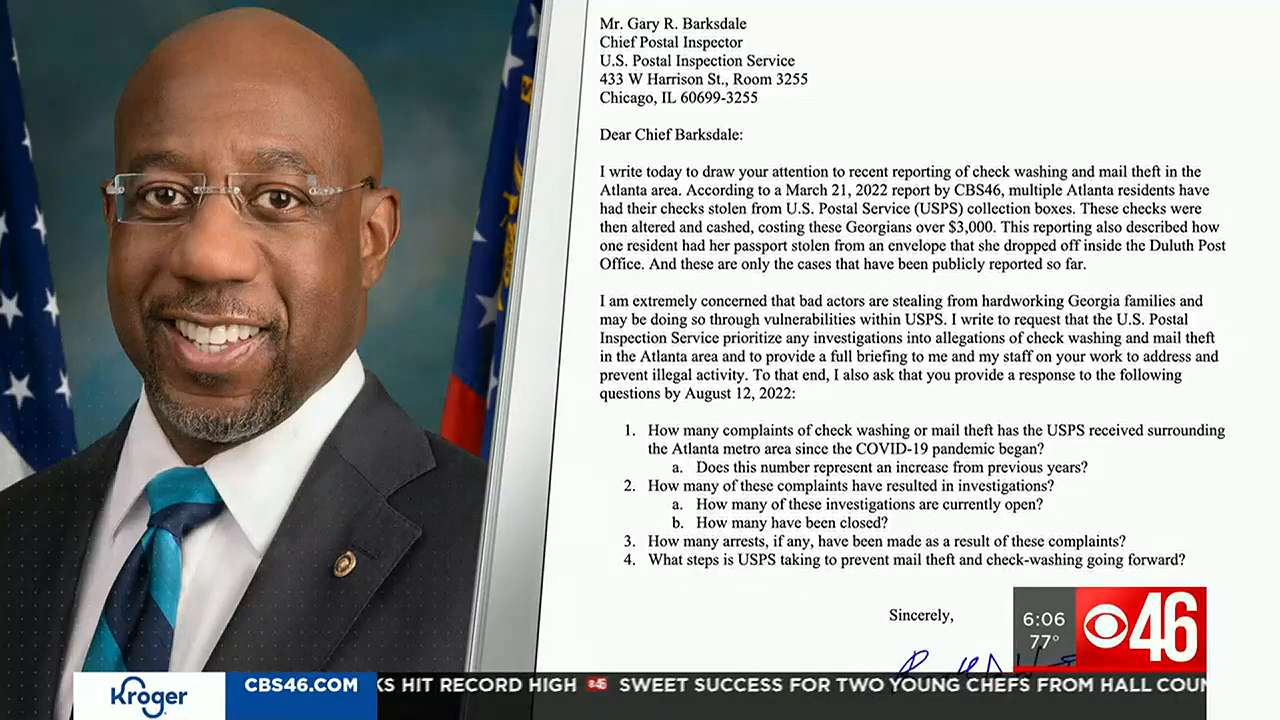 Mr. Gary R. Barksdale
Chief Postal Inspector
U.S. Postal Inspection Service
433 W Harrison St., Room 3255
Chicago, IL 60699-3255
Dear Chief Barksdale:
I write today to draw your attention to recent reporting of check washing and mail theft in the
Atlanta area. According to a March 21, 2022 report by CBS46, multiple Atlanta residents have
had their checks stolen from U.S. Postal Service (USPS) collection boxes. These checks were
then altered and cashed, costing these Georgians over $3,000. This reporting also described how
one resident had her passport stolen from an envelope that she dropped off inside the Duluth Post
Office. And these are only the cases that have been publicly reported so far.
I am extremely concerned that bad actors are stealing from hardworking Georgia families and
may be doing so through vulnerabilities within USPS. I write to request that the U.S. Postal
Inspection Service prioritize any investigations into allegations of check washing and mail theft
in the Atlanta area and to provide a full briefing to me and my staff on your work to address and
prevent illegal activity. To that end, I also ask that you provide a response to the following
questions by August 12, 2022:
1. How many complaints of check washing or mail theft has the USPS received surrounding
the Atlanta metro area since the COVID-19 pandemic began?
a. Does this number represent an increase from previous years?
2. How many of these complaints have resulted in investigations?
a. How many of these investigations are currently open?
b. How many have been closed?
3. How many arrests, if any, have been made as a result of these complaints?
4. What steps is USPS taking to prevent mail theft and check-washing going forward?
Sincerely,
6:06
77°
46
Kroger
CBS46.COM
KS HIT RECORD HIGH 46 SWEET SUCCESS FOR TWO YOUNG CHEFS FROM HALL COUN